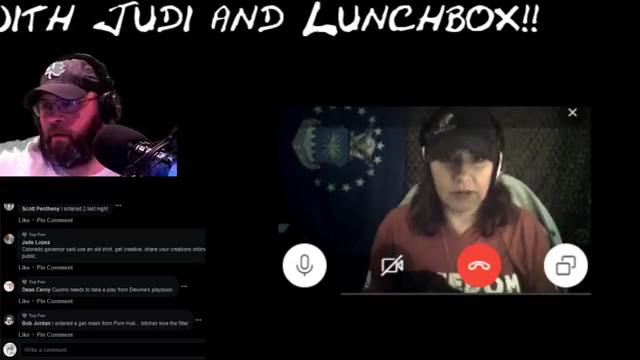 WITH JUDI AND LUNCHBOX!!
Scott Pentheny I ordered 2 last night
Like · Pin Comment
Top Fan
Jade Lopez
Colorado governor said use an old shirt, get creative, share your creations online
public.
Like · Pin Comment
Top Fan
Dean Cerny Cuomo needs to take a play from Dewine's playbook.
Like · Pin Comment
Top Fan
Bob Jordan I ordered a gas mask from Porn Hub... bitches love the filter
Like · Pin Comment
Write a comment...